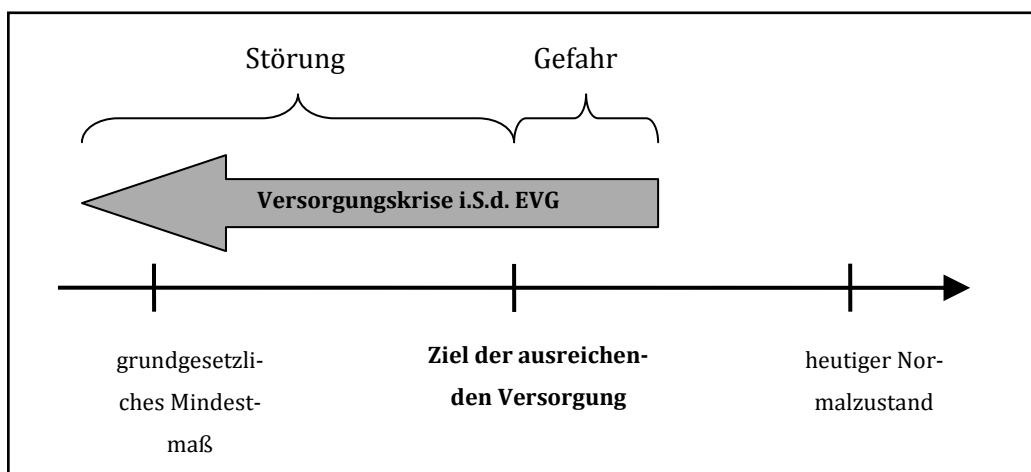 Störung Gefahr
Versorgungskrise i.S.d. EVG
grundgesetzli-
ches Mindest-
maß
Ziel der ausreichen-
den Versorgung
heutiger Nor-
malzustand